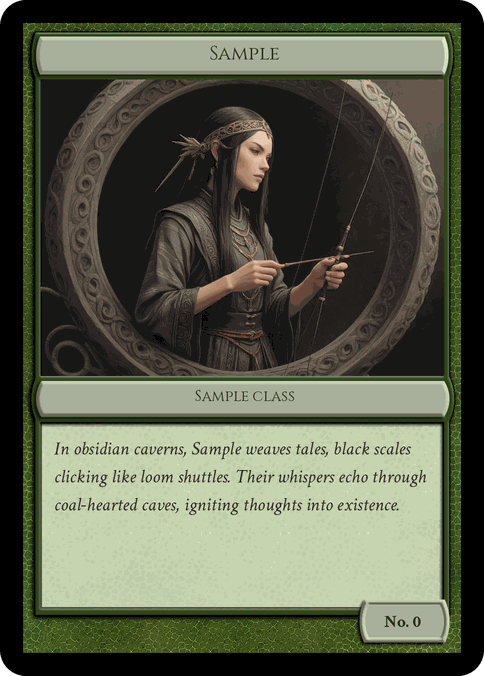 Sample
Sample class
In obsidian caverns, Sample weaves tales, black scales
clicking like loom shuttles. Their whispers echo through
coal-hearted caves, igniting thoughts into existence.
No. 0